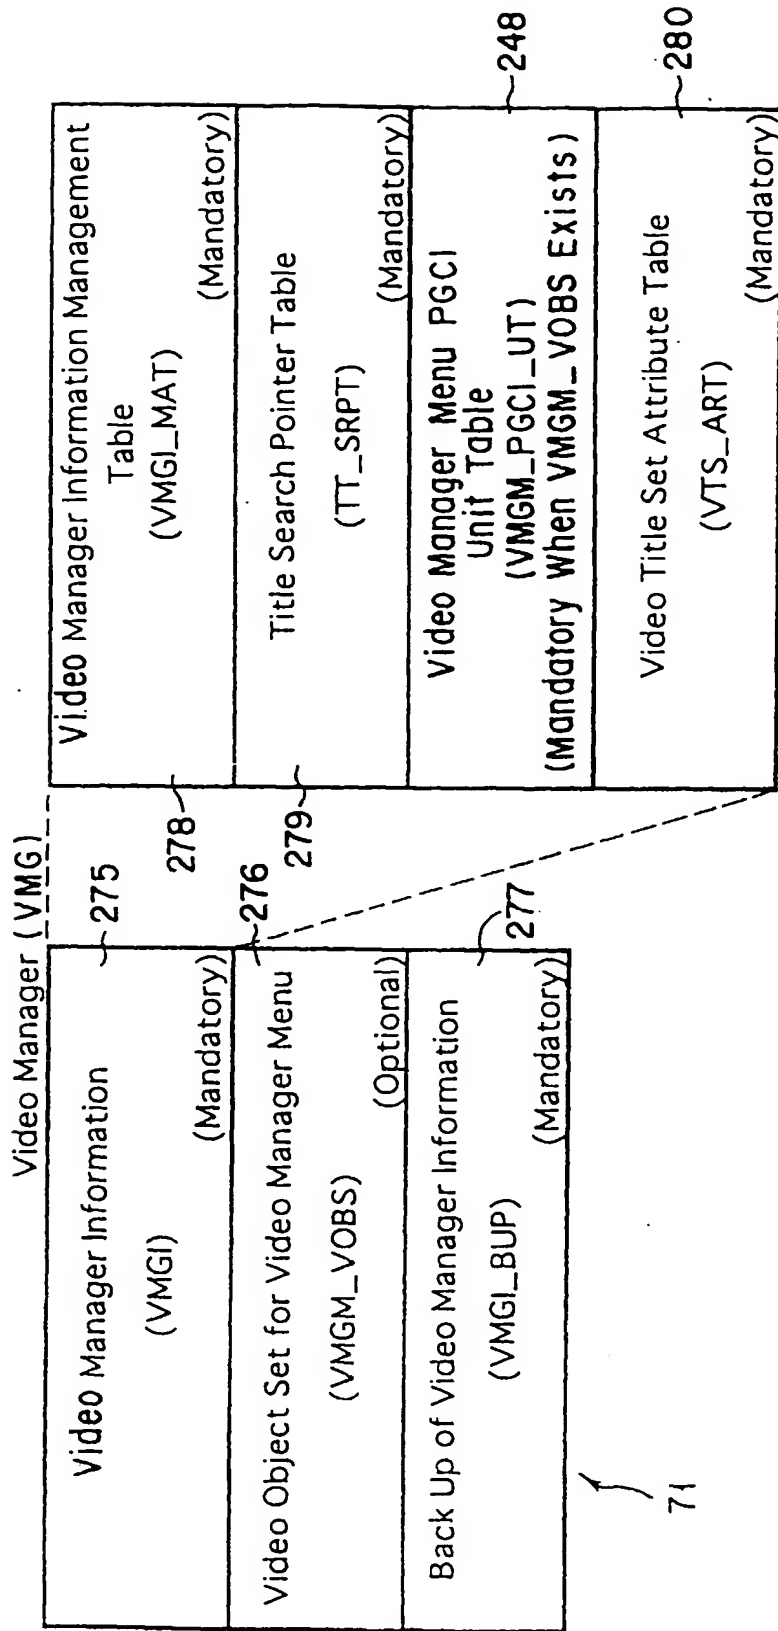 Video Manager (VMG)
Video Manager Information
(VMGI)
(Mandatory)
275
Video Object Set for Video Manager Menu
(VMGM_VOBS)
(Optional)
276
Back Up of Video Manager Information
(VMGI_BUP)
(Mandatory)
277
71
Video Manager Information Management
Table
(VMGI_MAT)
(Mandatory)
278
Title Search Pointer Table
(TT_SRPT)
(Mandatory)
279
Video Manager Menu PGCI
Unit Table
(VMGM_PGCI_UT)
(Mandatory When VMGM_VOBS Exists)
248
Video Title Set Attribute Table
(VTS_ART)
(Mandatory)
280